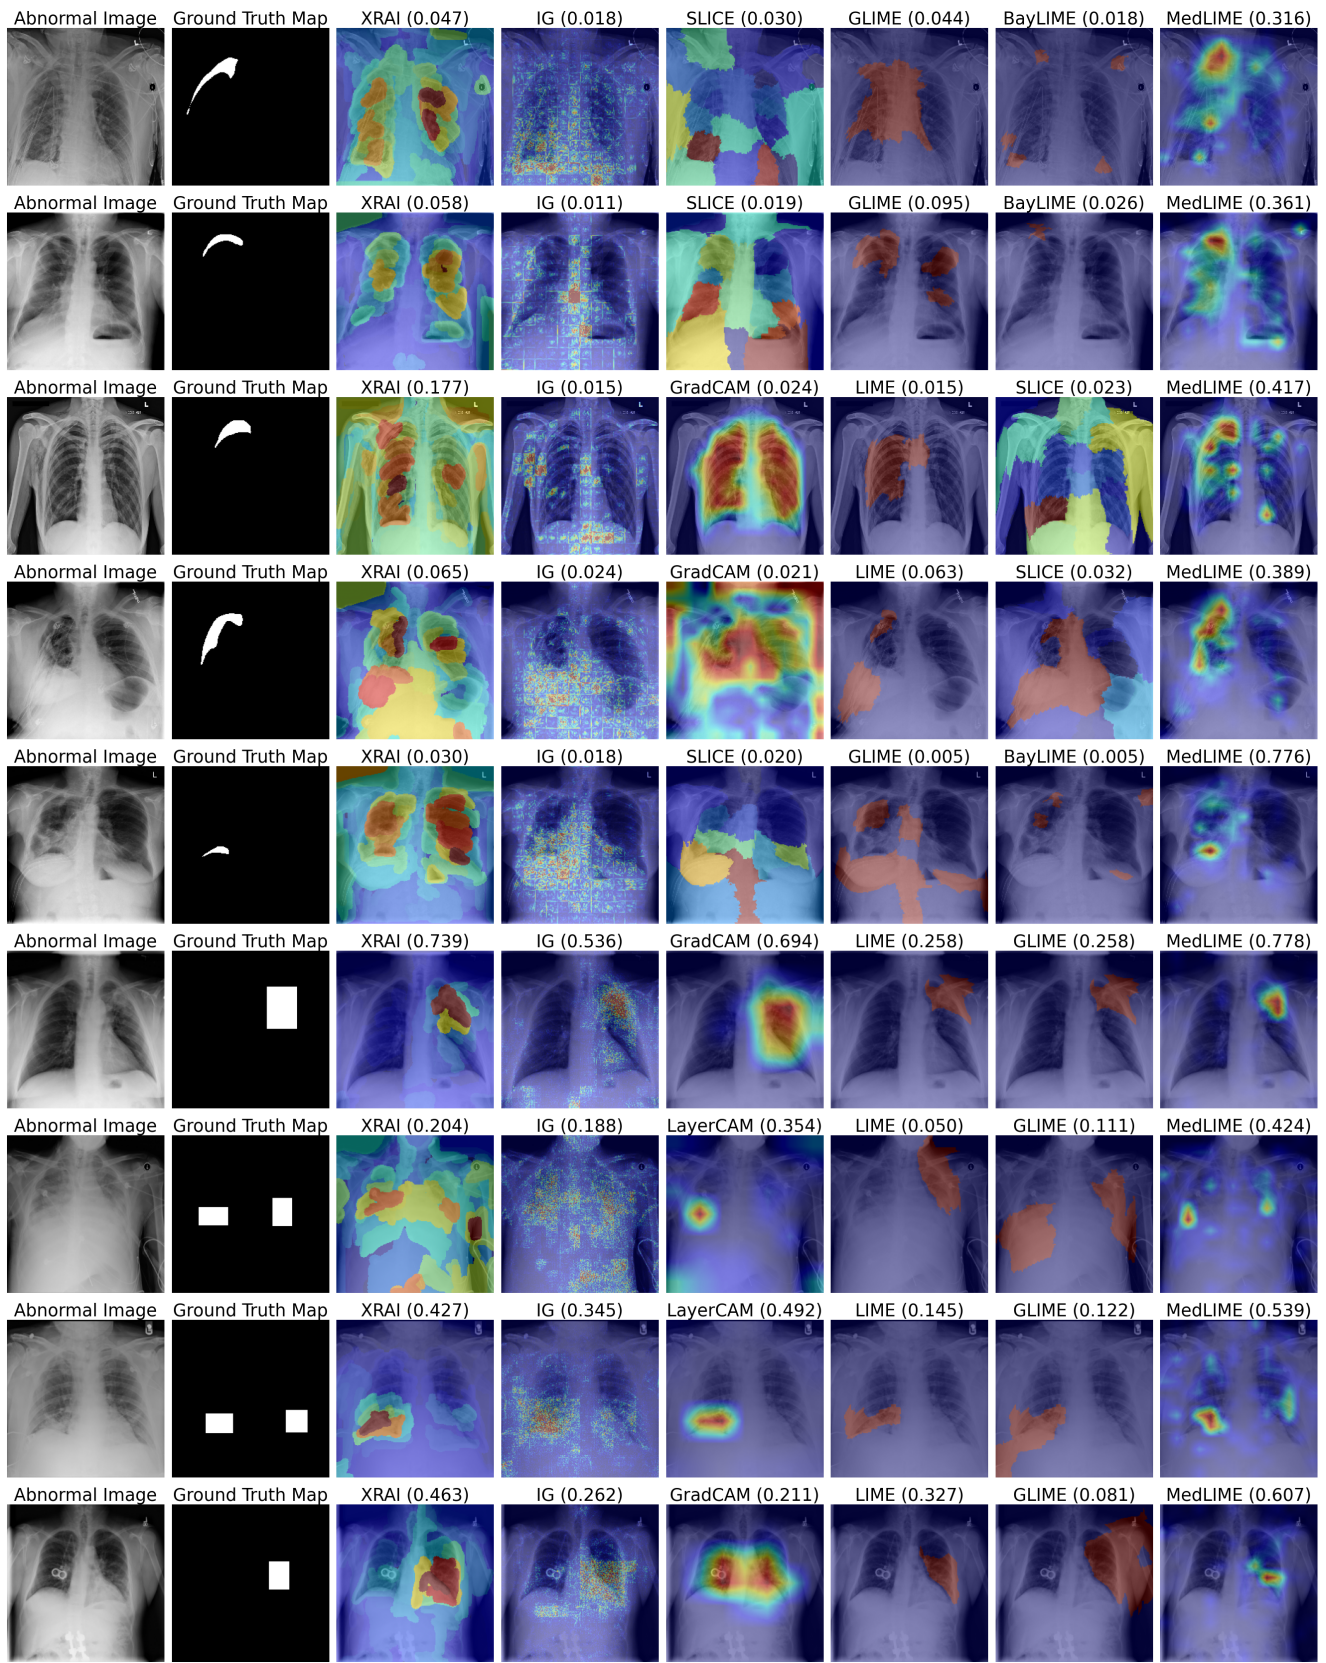 Abnormal Image Ground Truth Map XRAI (0.047) IG (0.018) SLICE (0.030) GLIME (0.044) BayLIME (0.018) MedLIME (0.316)
L
Abnormal Image Ground Truth Map XRAI (0.058) IG (0.011) SLICE (0.019) GLIME (0.095) BayLIME (0.026) MedLIME (0.361)
Abnormal Image Ground Truth Map XRAI (0.177) IG (0.015) GradCAM (0.024) LIME (0.015) SLICE (0.023) MedLIME (0.417)
L L L L L L
Abnormal Image Ground Truth Map XRAI (0.065) IG (0.024) GradCAM (0.021) LIME (0.063) SLICE (0.032) MedLIME (0.389)
Abnormal Image Ground Truth Map XRAI (0.030) IG (0.018) SLICE (0.020) GLIME (0.005) BayLIME (0.005) MedLIME (0.776)
L L L L L L
Abnormal Image Ground Truth Map XRAI (0.739) IG (0.536) GradCAM (0.694) LIME (0.258) GLIME (0.258) MedLIME (0.778)
Abnormal Image Ground Truth Map XRAI (0.204) IG (0.188) LayerCAM (0.354) LIME (0.050) GLIME (0.111) MedLIME (0.424)
Abnormal Image Ground Truth Map XRAI (0.427) IG (0.345) LayerCAM (0.492) LIME (0.145) GLIME (0.122) MedLIME (0.539)
Abnormal Image Ground Truth Map XRAI (0.463) IG (0.262) GradCAM (0.211) LIME (0.327) GLIME (0.081) MedLIME (0.607)